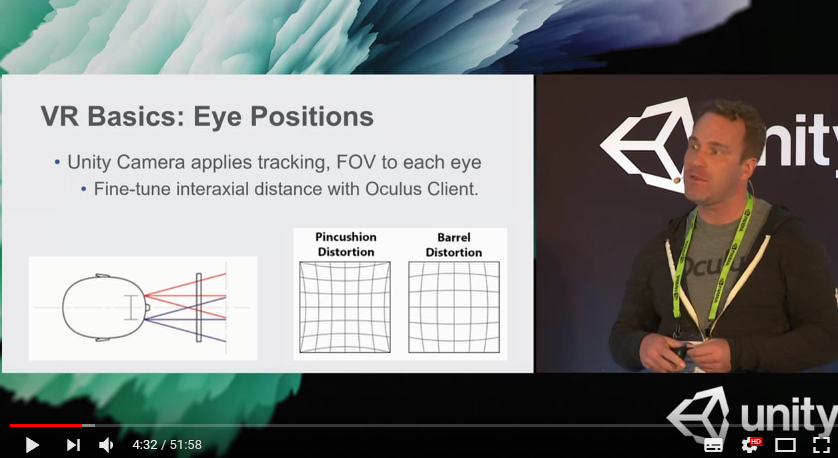 VR Basics: Eye Positions
• Unity Camera applies tracking, FOV to each eye
• Fine-tune interaxial distance with Oculus Client.
Pincushion
Distortion
Barrel
Distortion
unity
Oculu
unity
4:32 / 51:58
HD